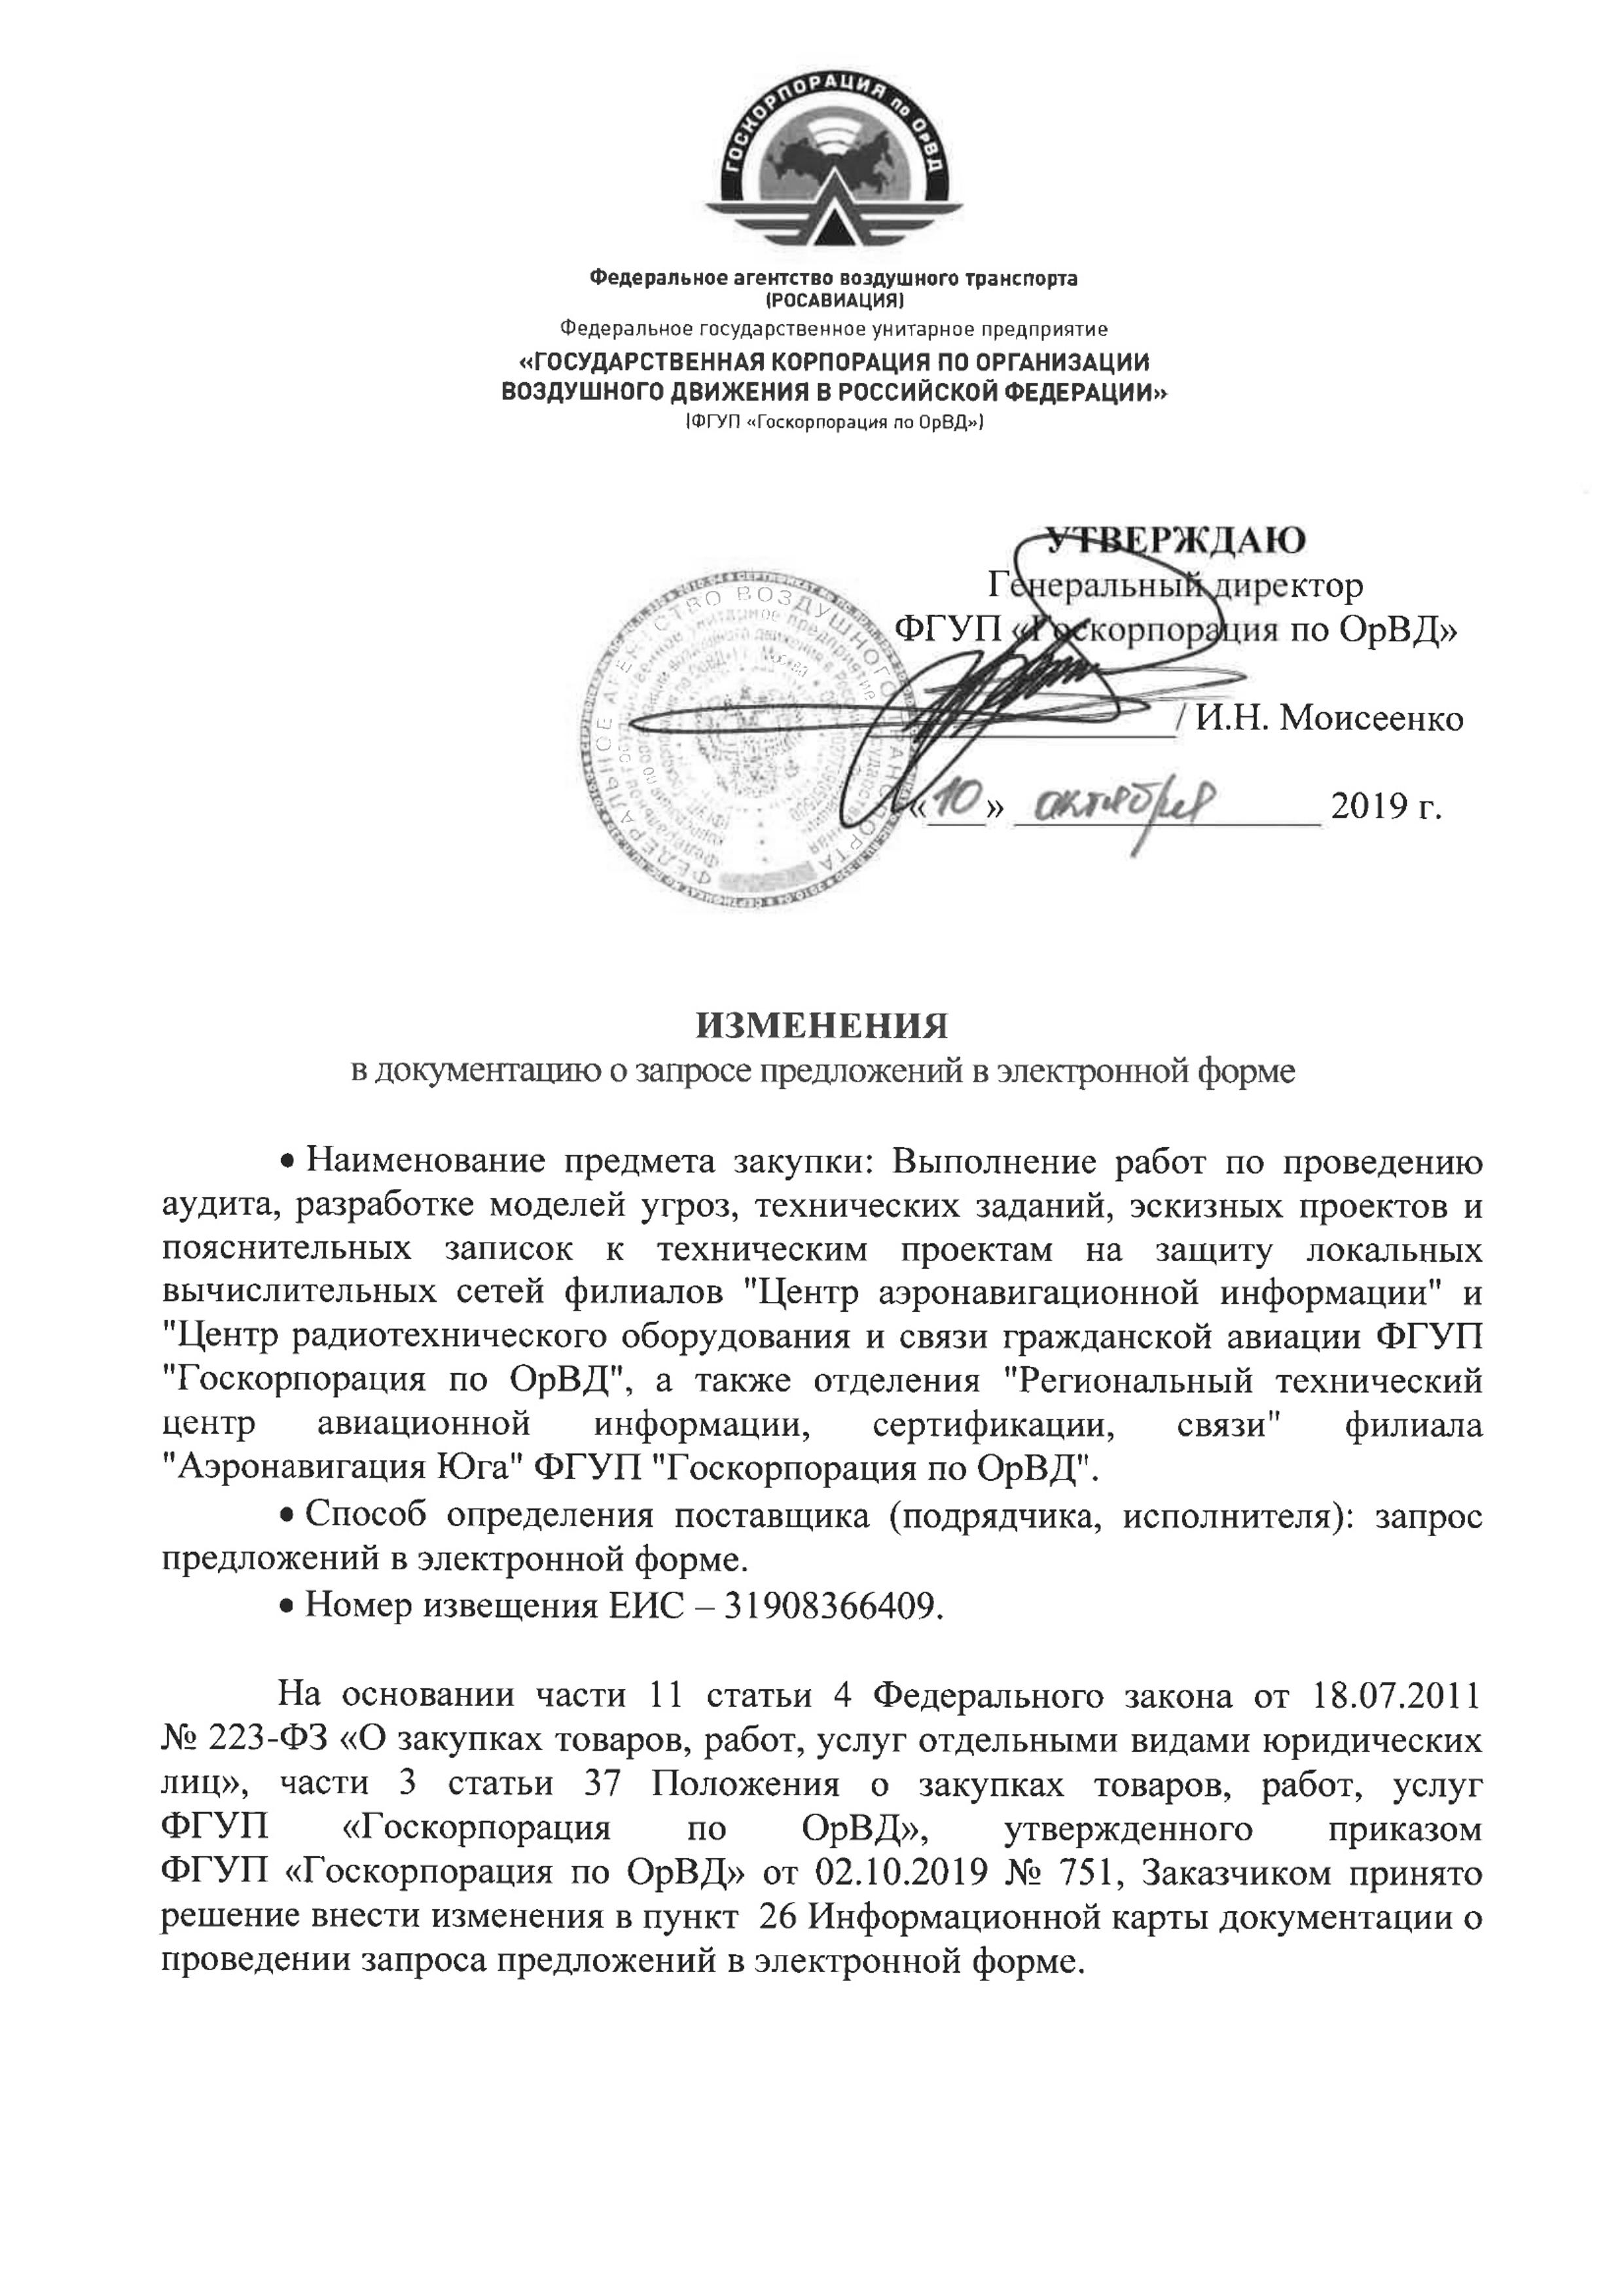 ГОСКОРПОРАЦИЯ по ОрВД
Федеральное агентство воздушного транспорта
(РОСАВИАЦИЯ)
Федеральное государственное унитарное предприятие
«ГОСУДАРСТВЕННАЯ КОРПОРАЦИЯ ПО ОРГАНИЗАЦИИ
ВОЗДУШНОГО ДВИЖЕНИЯ В РОССИЙСКОЙ ФЕДЕРАЦИИ»
(ФГУП «Госкорпорация по ОрВД»)
УТВЕРЖДАЮ
Генеральный директор
ФГУП «Госкорпорация по ОрВД»
/ И.Н. Моисеенко
«10» октября 2019 г.
ФЕДЕРАЛЬНОЕ АГЕНТСТВО ВОЗДУШНОГО ТРАНСПОРТА
ИЗМЕНЕНИЯ
в документацию о запросе предложений в электронной форме
• Наименование предмета закупки: Выполнение работ по проведению
аудита, разработке моделей угроз, технических заданий, эскизных проектов и
пояснительных записок к техническим проектам на защиту локальных
вычислительных сетей филиалов "Центр аэронавигационной информации" и
"Центр радиотехнического оборудования и связи гражданской авиации ФГУП
"Госкорпорация по ОрВД", а также отделения "Региональный технический
центр авиационной информации, сертификации, связи" филиала
"Аэронавигация Юга" ФГУП "Госкорпорация по ОрВД".
• Способ определения поставщика (подрядчика, исполнителя): запрос
предложений в электронной форме.
• Номер извещения ЕИС – 31908366409.
На основании части 11 статьи 4 Федерального закона от 18.07.2011
№ 223-ФЗ «О закупках товаров, работ, услуг отдельными видами юридических
лиц», части 3 статьи 37 Положения о закупках товаров, работ, услуг
ФГУП «Госкорпорация по ОрВД», утвержденного приказом
ФГУП «Госкорпорация по ОрВД» от 02.10.2019 № 751, Заказчиком принято
решение внести изменения в пункт 26 Информационной карты документации о
проведении запроса предложений в электронной форме.